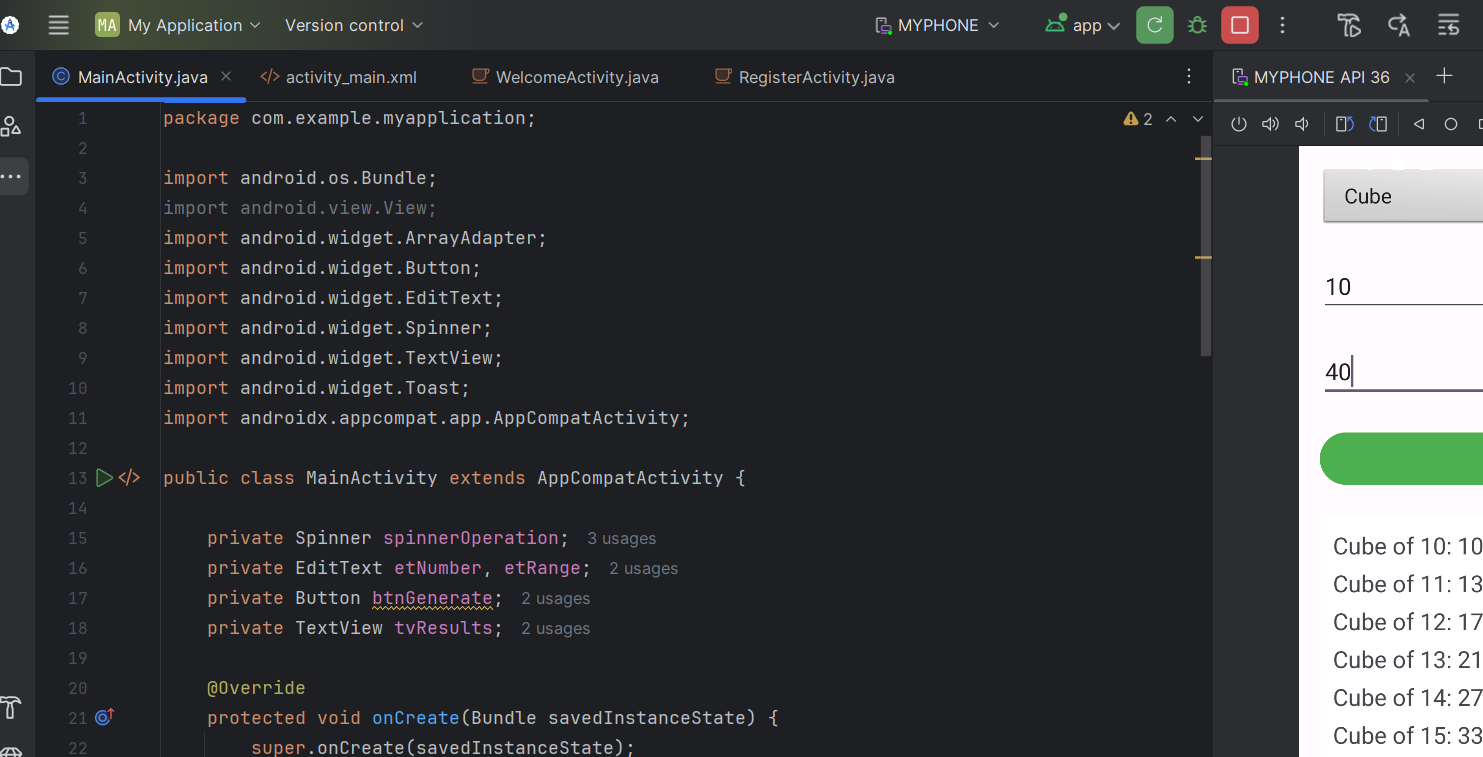 MA My Application Version control MYPHONE app
MainActivity.java activity_main.xml WelcomeActivity.java RegisterActivity.java MYPHONE API 36
1 package com.example.myapplication; 2
2
3 import android.os.Bundle;
4 import android.view.View;
5 import android.widget.ArrayAdapter;
6 import android.widget.Button;
7 import android.widget.EditText;
8 import android.widget.Spinner;
9 import android.widget.TextView;
10 import android.widget.Toast;
11 import androidx.appcompat.app.AppCompatActivity;
12
13 public class MainActivity extends AppCompatActivity {
14
15 private Spinner spinnerOperation; 3 usages
16 private EditText etNumber, etRange; 2 usages
17 private Button btnGenerate; 2 usages
18 private TextView tvResults; 2 usages
19
20 @Override
21 protected void onCreate(Bundle savedInstanceState) {
22 super.onCreate(savedInstanceState);
Cube
10
40
Cube of 10: 10
Cube of 11: 13
Cube of 12: 17
Cube of 13: 21
Cube of 14: 27
Cube of 15: 33